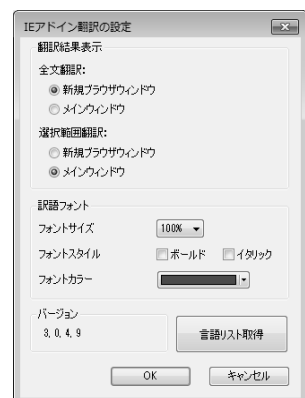 IEアドイン翻訳の設定
翻訳結果表示
全文翻訳:
新規ブラウザウィンドウ
メインウィンドウ
選択範囲翻訳:
新規ブラウザウィンドウ
メインウィンドウ
訳語フォント
フォントサイズ 100%
フォントスタイル ボールド イタリック
フォントカラー
バージョン
3, 0, 4, 9 言語リスト取得
OK キャンセル